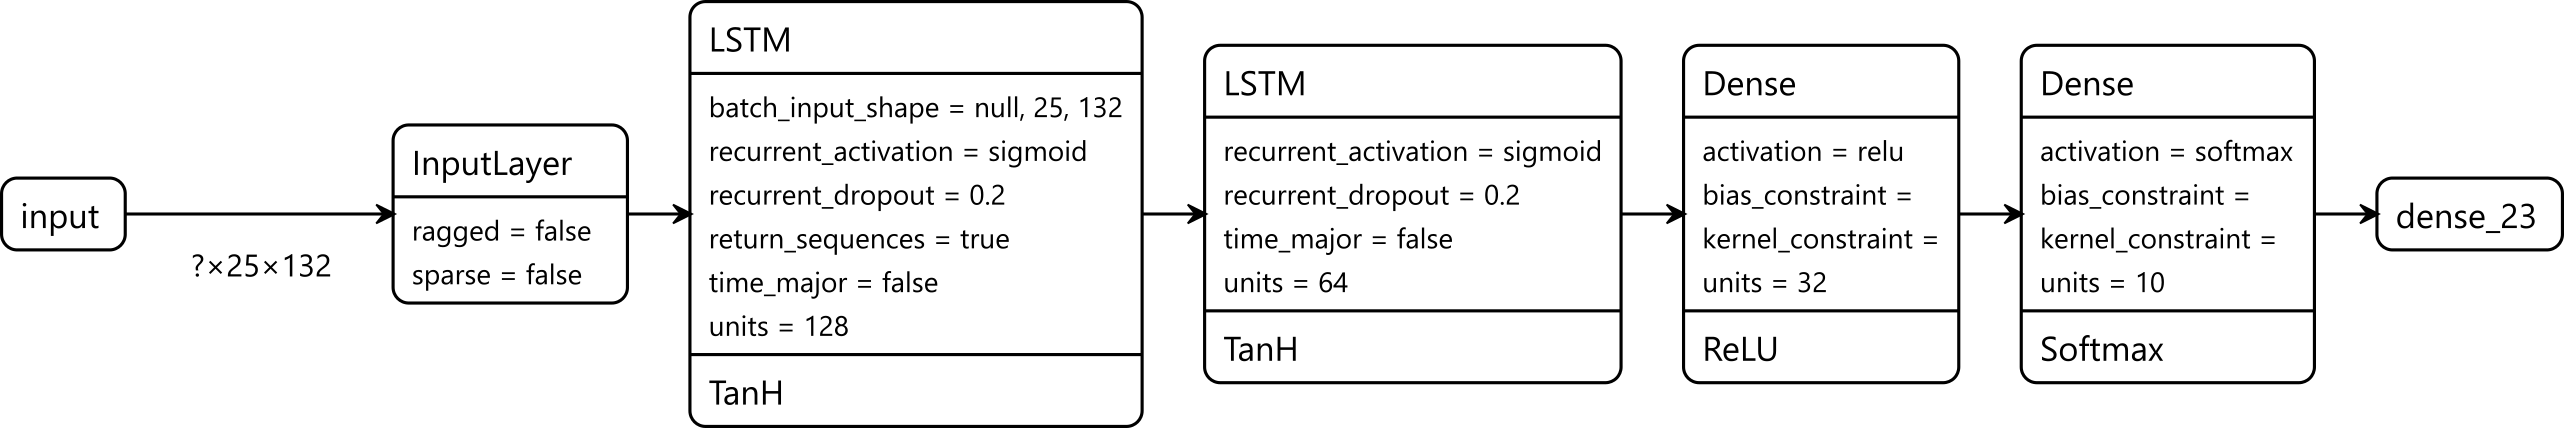 input
?×25×132
InputLayer
ragged = false
sparse = false
LSTM
batch_input_shape = null, 25, 132
recurrent_activation = sigmoid
recurrent_dropout = 0.2
return_sequences = true
time_major = false
units = 128
TanH
LSTM
recurrent_activation = sigmoid
recurrent_dropout = 0.2
time_major = false
units = 64
TanH
Dense
activation = relu
bias_constraint =
kernel_constraint =
units = 32
ReLU
Dense
activation = softmax
bias_constraint =
kernel_constraint =
units = 10
Softmax
dense_23